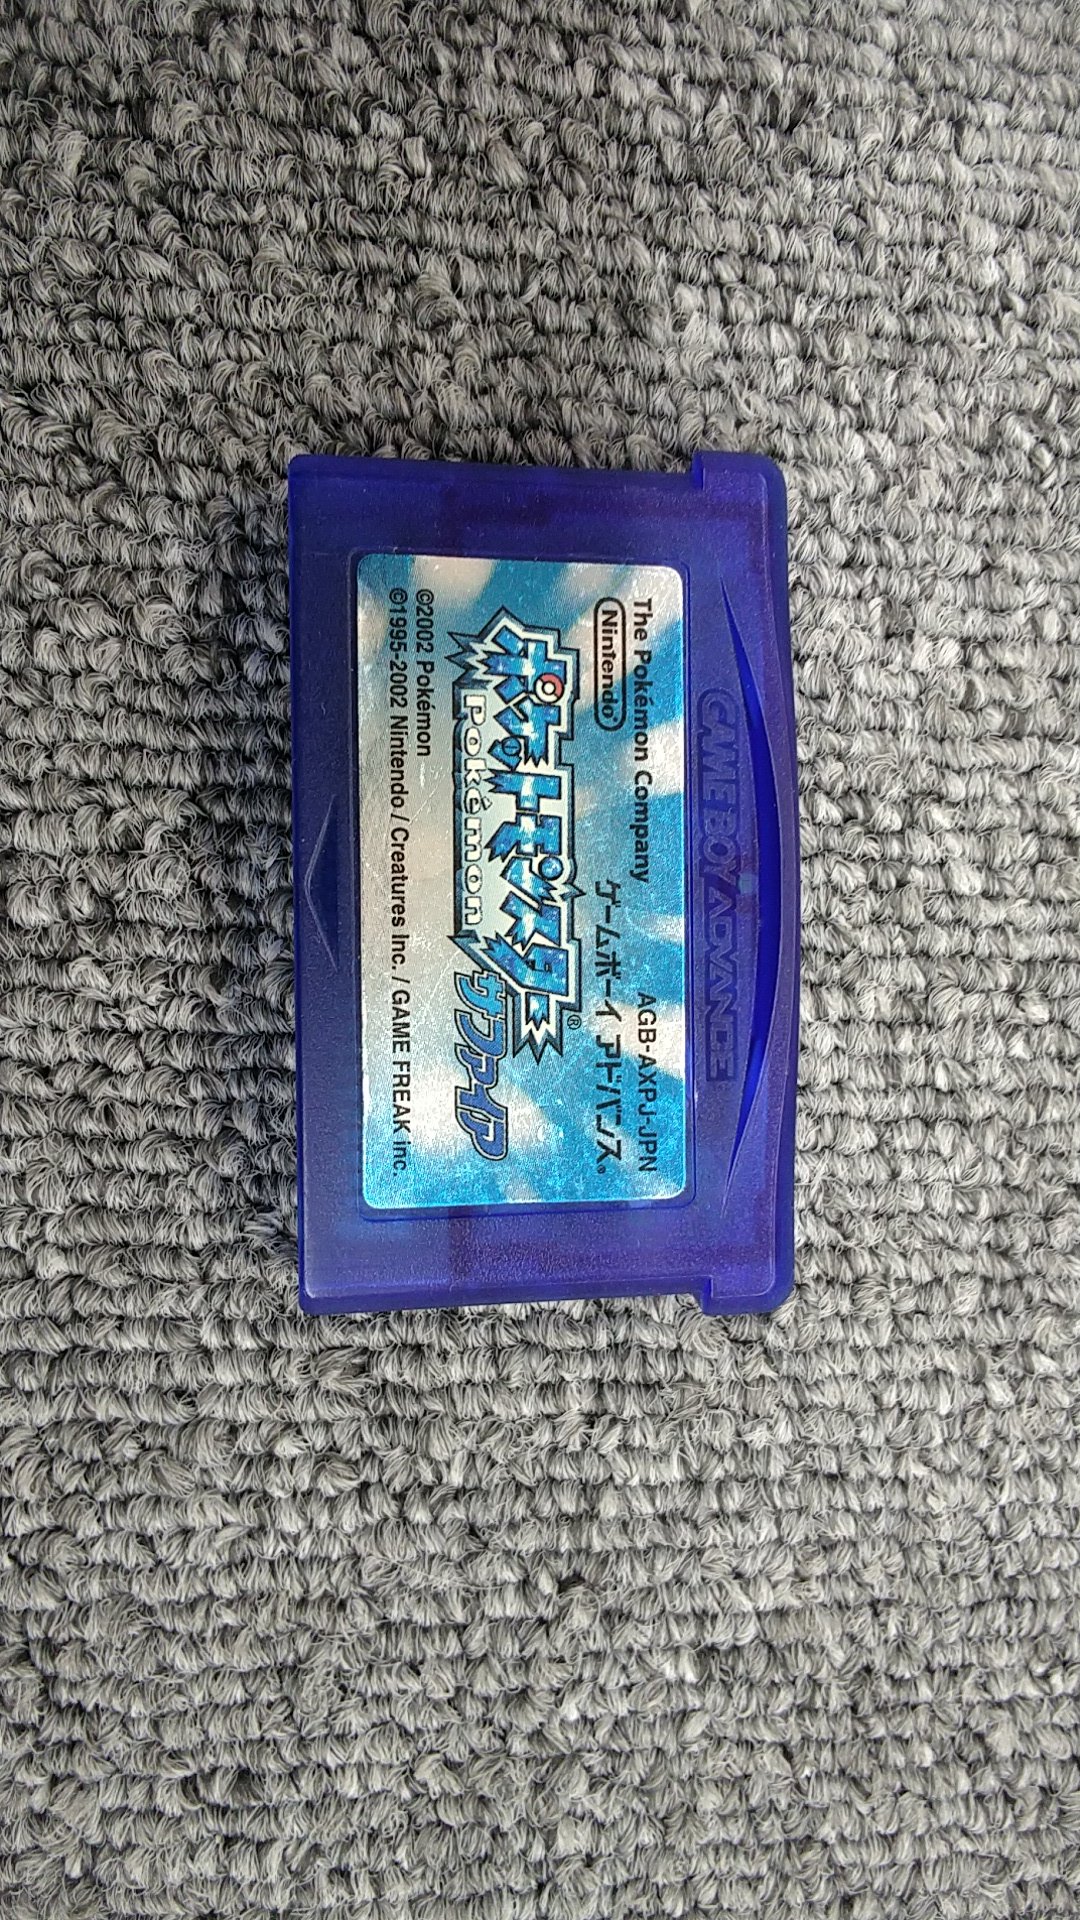 GAME BOY ADVANCE
The Pokémon Company AGB-AXPJ-JPN
Nintendo® ゲームボーイ アドバンス®
ポケットモンスター®
Pokémon
サファイア
©2002 Pokémon
©1995-2002 Nintendo / Creatures Inc. / GAME FREAK inc.